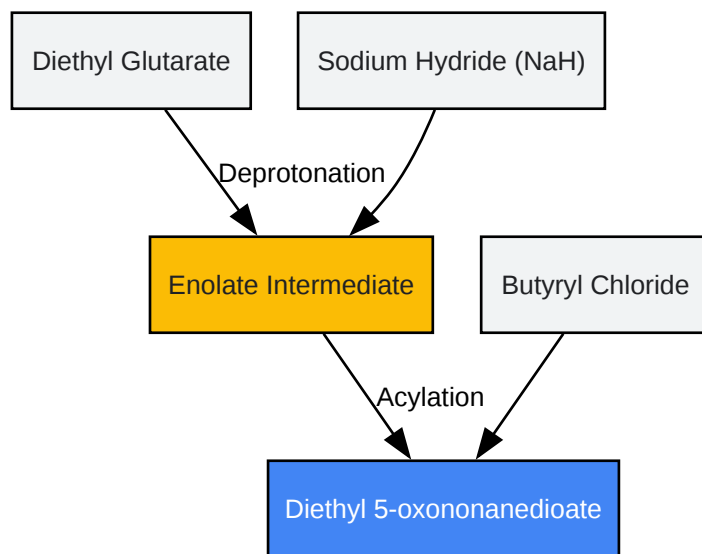 Diethyl Glutarate
Sodium Hydride (NaH)
Deprotonation
Enolate Intermediate
Butyryl Chloride
Acylation
Diethyl 5-oxononanedioate